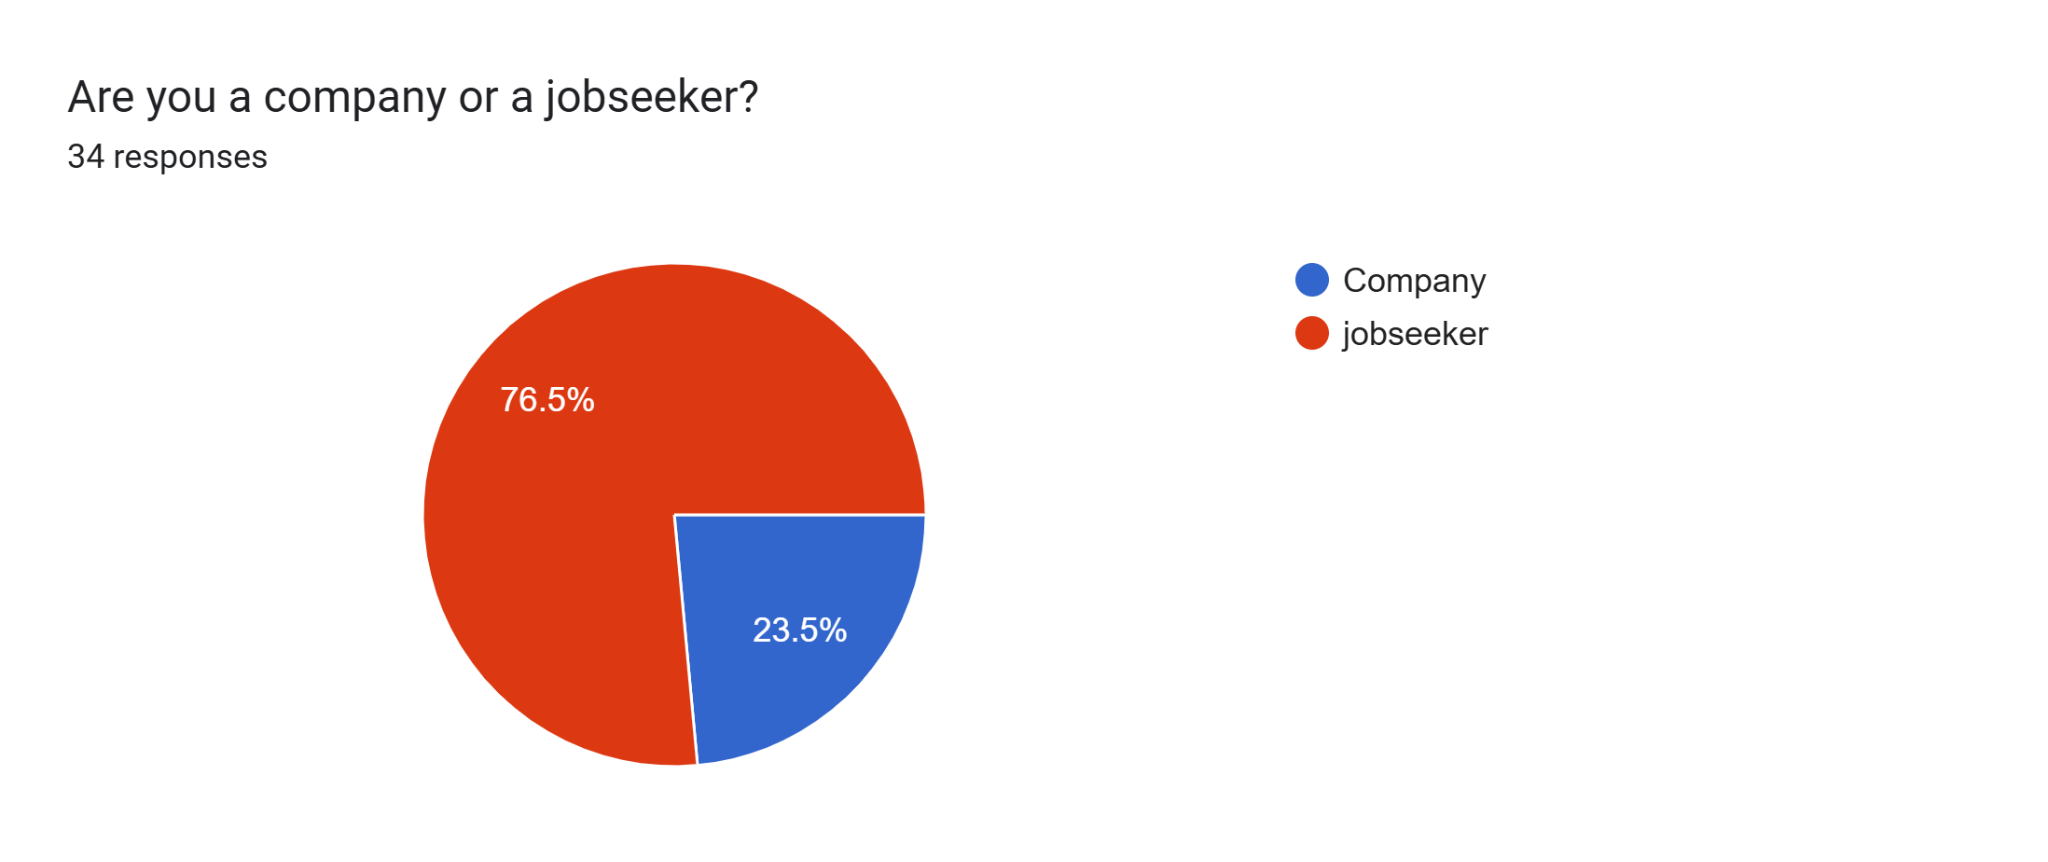 Are you a company or a jobseeker?
34 responses
Company
jobseeker
76.5%
23.5%